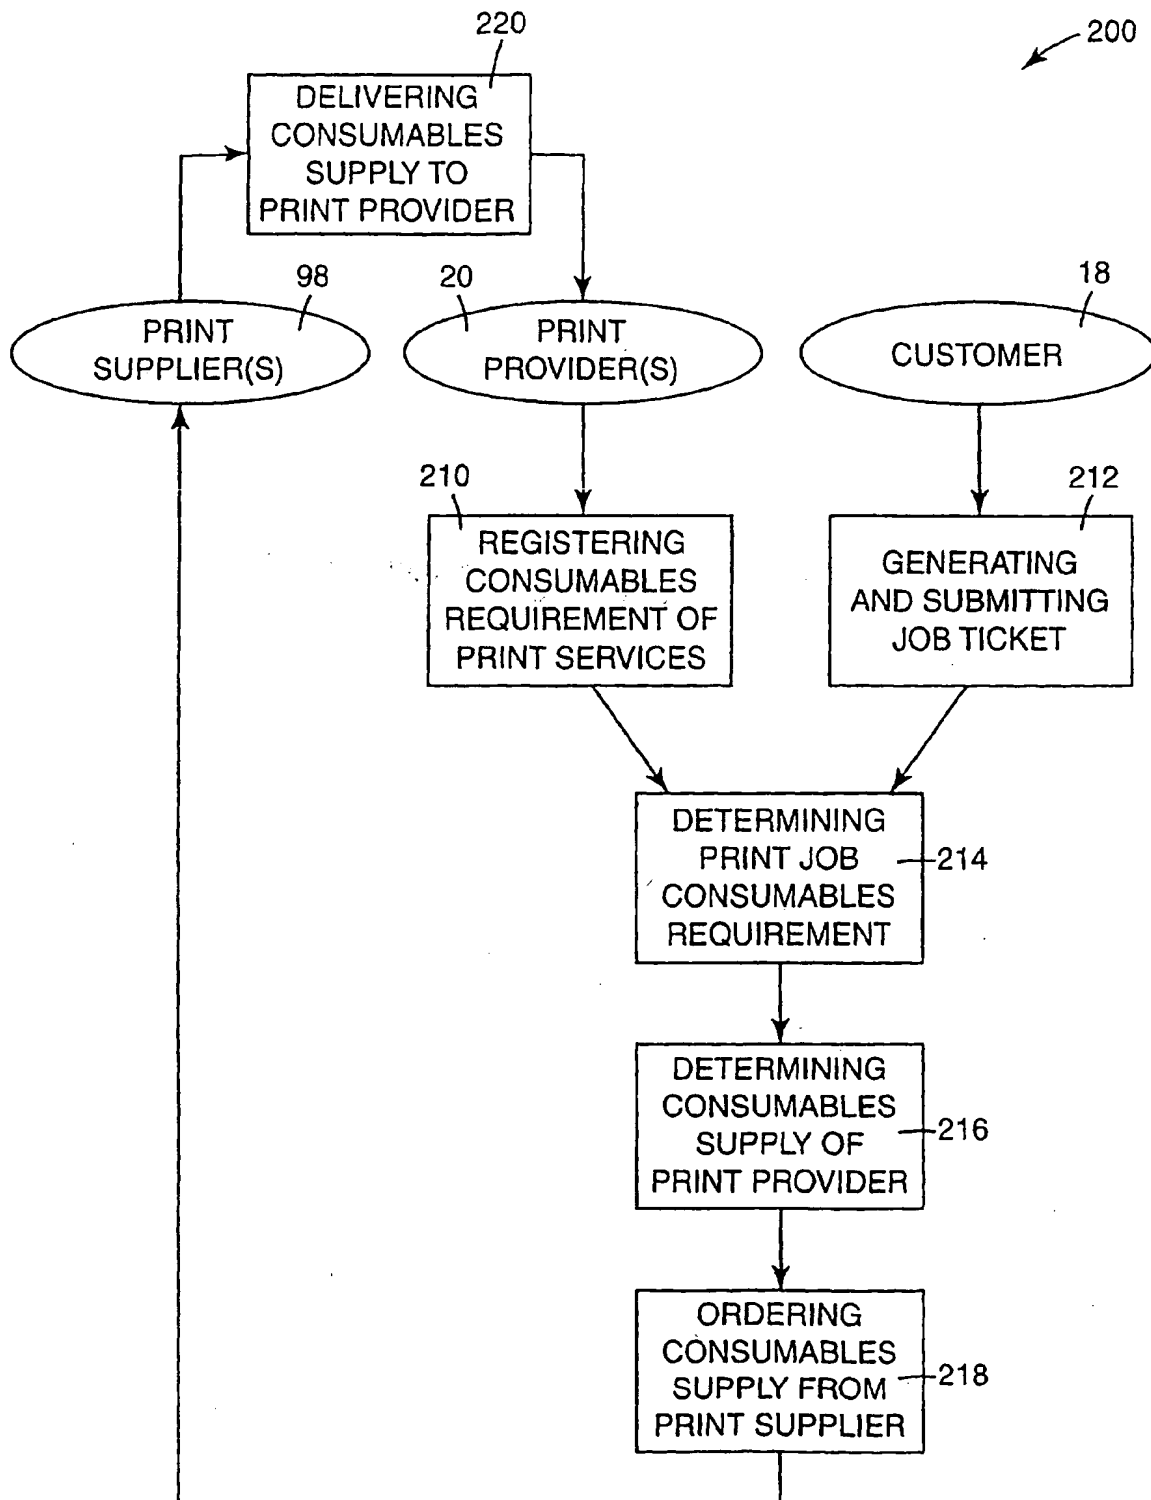 220
200
DELIVERING
CONSUMABLES
SUPPLY TO
PRINT PROVIDER
98
20
18
PRINT
SUPPLIER(S)
PRINT
PROVIDER(S)
CUSTOMER
210
212
REGISTERING
CONSUMABLES
REQUIREMENT OF
PRINT SERVICES
GENERATING
AND SUBMITTING
JOB TICKET
DETERMINING
PRINT JOB
CONSUMABLES
REQUIREMENT
214
DETERMINING
CONSUMABLES
SUPPLY OF
PRINT PROVIDER
216
ORDERING
CONSUMABLES
SUPPLY FROM
PRINT SUPPLIER
218